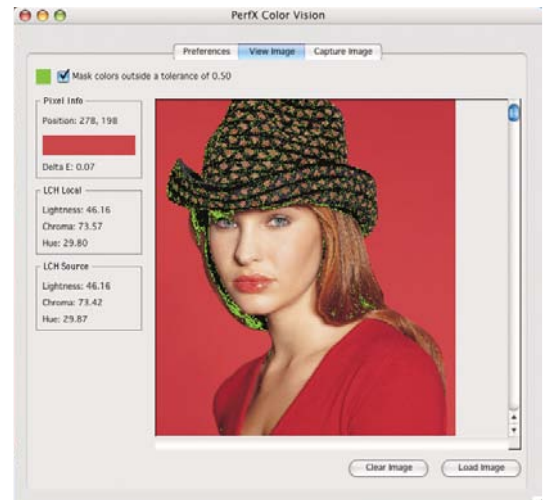 PerfX Color Vision
Preferences View Image Capture Image
Mask colors outside a tolerance of 0.50
Pixel Info
Position: 278, 198
Delta E: 0.07
LCH Local
Lightness: 46.16
Chroma: 73.57
Hue: 29.80
LCH Source
Lightness: 46.16
Chroma: 73.42
Hue: 29.87
Clear Image Load Image